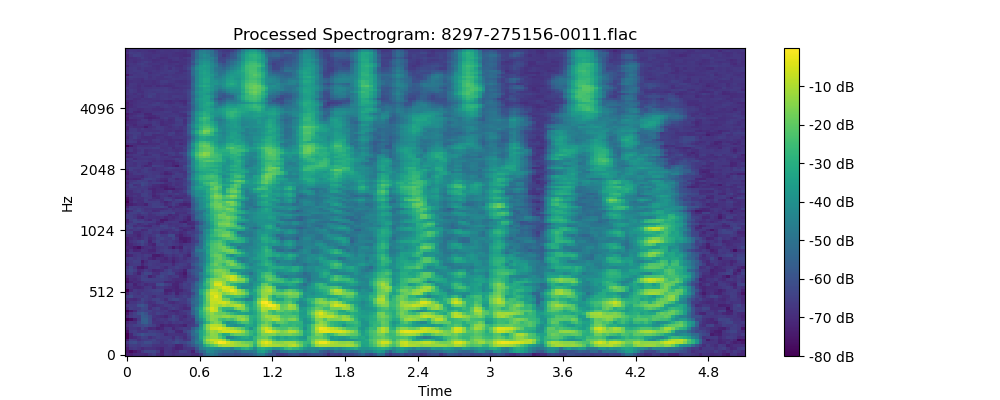 Processed Spectrogram: 8297-275156-0011.flac
Hz
4096
2048
1024
512
0
0 0.6 1.2 1.8 2.4 3 3.6 4.2 4.8
Time
-10 dB
-20 dB
-30 dB
-40 dB
-50 dB
-60 dB
-70 dB
-80 dB